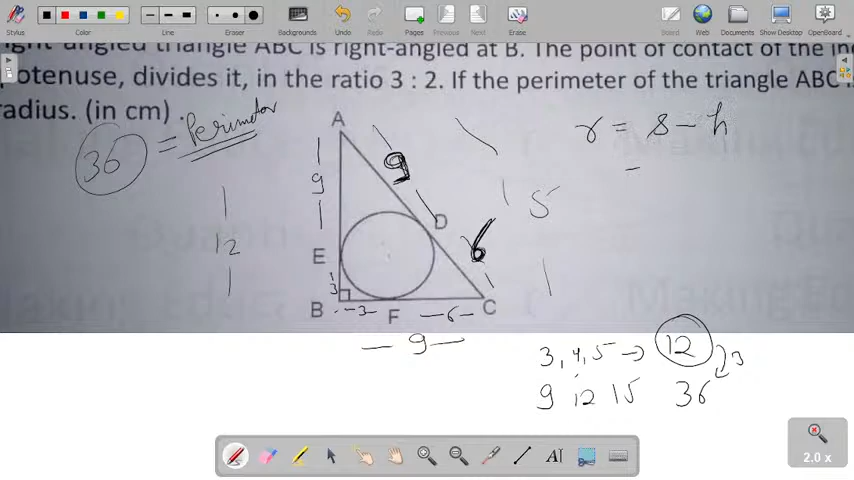 Stylus
Color
Eraser
Backgrounds
Undo
Redo
Pages
Previous
Next
Erase
Board
Web
Documents
Show Desktop
OpenBoard
ight-angled triangle ABC is right-angled at B. The point of contact of the in
potenuse, divides it, in the ratio 3 : 2. If the perimeter of the triangle ABC
radius. (in cm) .
36 = Perimeter
A
r = s - h
9
9
5
12
D
6
E
3
B
3
F
6
C
9
3, 4, 5 → 12
3
9 12 15 36
2.0 x